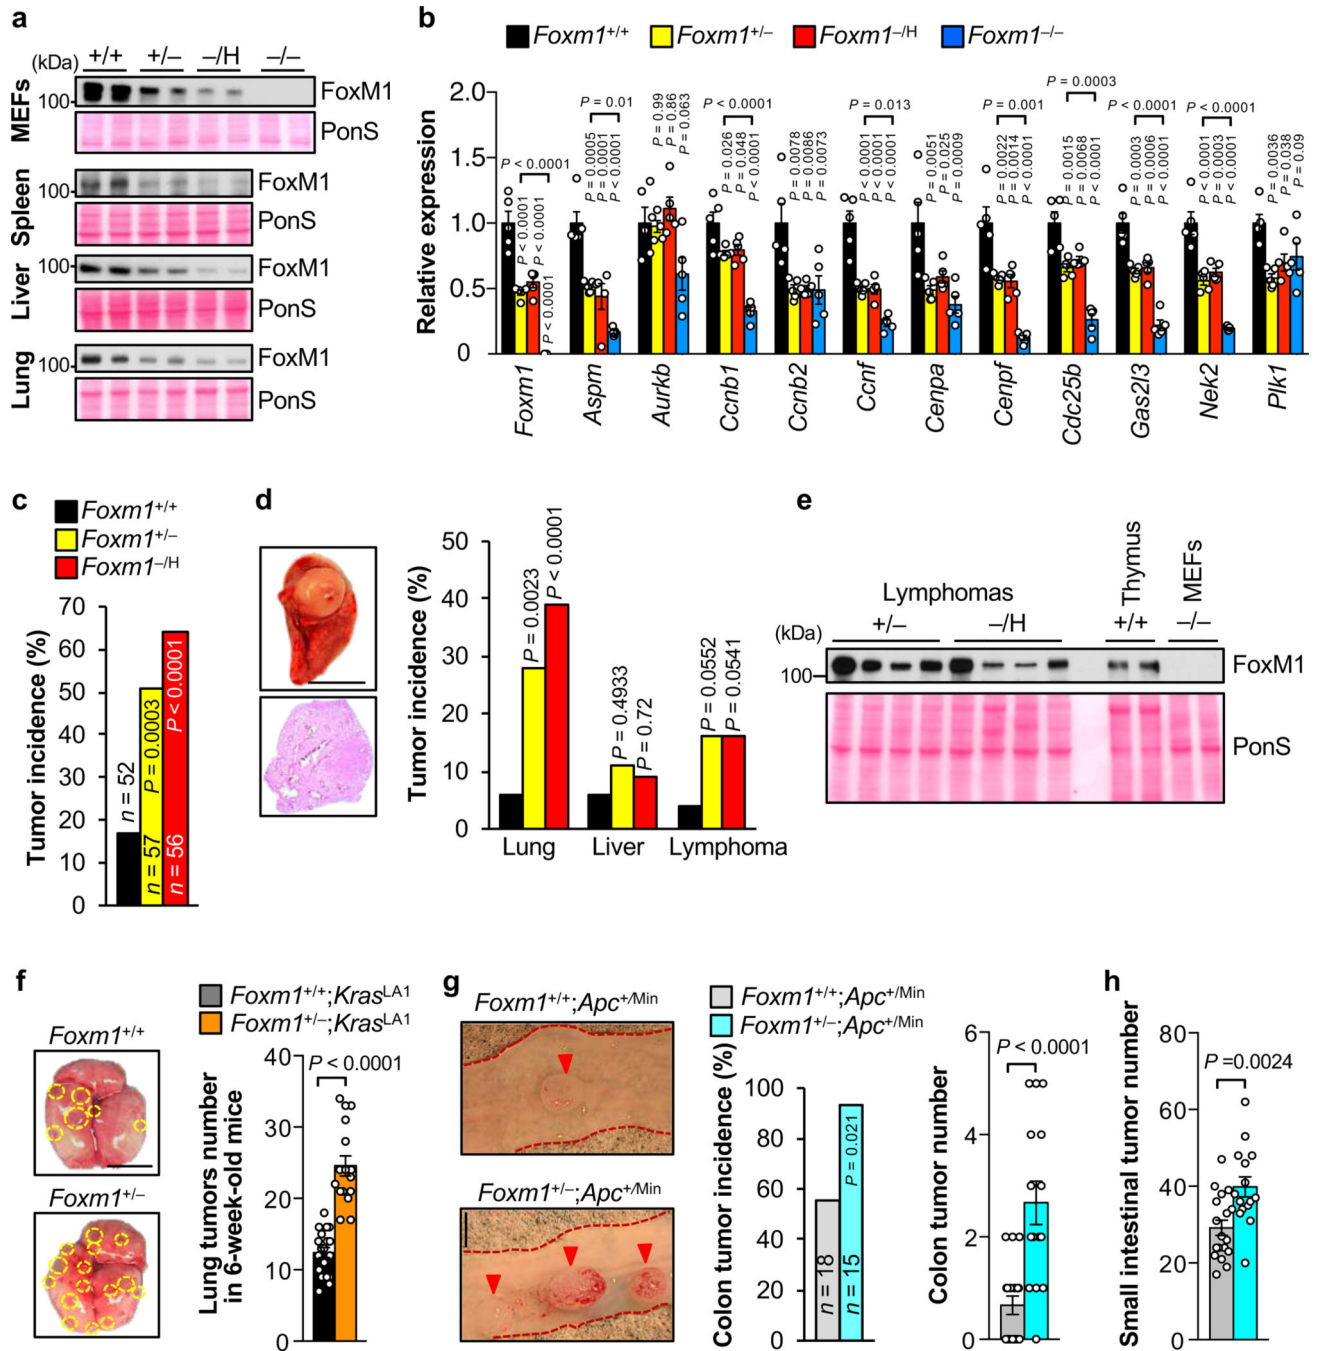 a
(kDa) +/+ +/– –/H –/–
MEFs
100
FoxM1
PonS
Spleen
100
FoxM1
PonS
Liver
100
FoxM1
PonS
Lung
100
FoxM1
PonS
b
Foxm1+/+ Foxm1+/– Foxm1–/H Foxm1–/–
Relative expression
2.0
1.5
1.0
0.5
0
P < 0.0001
P < 0.0001
P < 0.0001
P < 0.0001
P = 0.01
P = 0.0005
P < 0.0001
P < 0.0001
P = 0.99
P = 0.86
P = 0.063
P < 0.0001
P = 0.026
P = 0.048
P < 0.0001
P = 0.0078
P = 0.0086
P = 0.0073
P = 0.013
P < 0.0001
P < 0.0001
P < 0.0001
P = 0.0051
P = 0.025
P = 0.0009
P = 0.001
P = 0.0022
P = 0.0014
P < 0.0001
P = 0.0003
P = 0.0015
P = 0.0068
P < 0.0001
P < 0.0001
P = 0.0003
P = 0.0006
P < 0.0001
P < 0.0001
P < 0.0001
P = 0.0003
P < 0.0001
P = 0.0036
P = 0.038
P = 0.09
Foxm1
Aspm
Aurkb
Ccnb1
Ccnb2
Ccnf
Cenpa
Cenpf
Cdc25b
Gas2l3
Nek2
Plk1
c
Foxm1+/+
Foxm1+/–
Foxm1–/H
Tumor incidence (%)
70
60
50
40
30
20
10
0
n = 52
n = 57
P = 0.0003
n = 56
P < 0.0001
d
Tumor incidence (%)
50
40
30
20
10
0
P = 0.0023
P < 0.0001
P = 0.4933
P = 0.72
P = 0.0552
P = 0.0541
Lung Liver Lymphoma
e
Lymphomas
Thymus
MEFs
(kDa) +/– –/H +/+ –/–
100
FoxM1
PonS
f
Foxm1+/+
Foxm1+/–
Foxm1+/+;KrasLA1
Foxm1+/–;KrasLA1
Lung tumors number
in 6-week-old mice
40
30
20
10
0
P < 0.0001
g
Foxm1+/+;Apc+/Min
Foxm1+/–;Apc+/Min
Foxm1+/+;Apc+/Min
Foxm1+/–;Apc+/Min
Colon tumor incidence (%)
100
80
60
40
20
0
n = 18
n = 15
P = 0.021
Colon tumor number
6
4
2
0
P < 0.0001
h
Small intestinal tumor number
80
60
40
20
0
P =0.0024